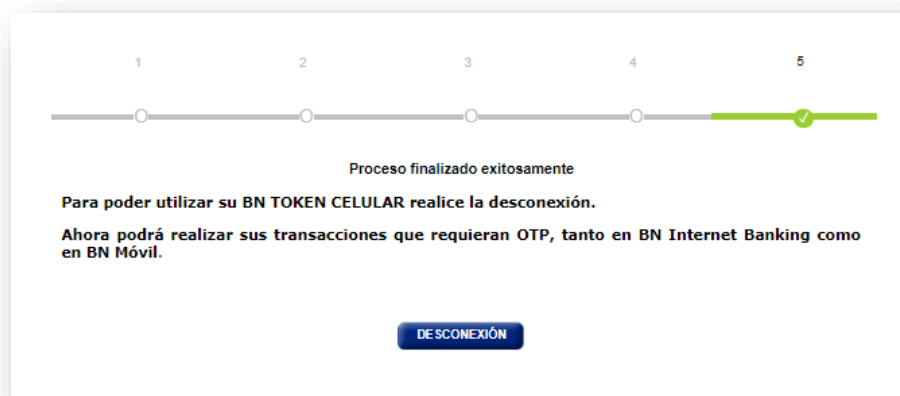 1 2 3 4 5
Proceso finalizado exitosamente
Para poder utilizar su BN TOKEN CELULAR realice la desconexión.
Ahora podrá realizar sus transacciones que requieran OTP, tanto en BN Internet Banking como
en BN Móvil.
DESCONEXIÓN